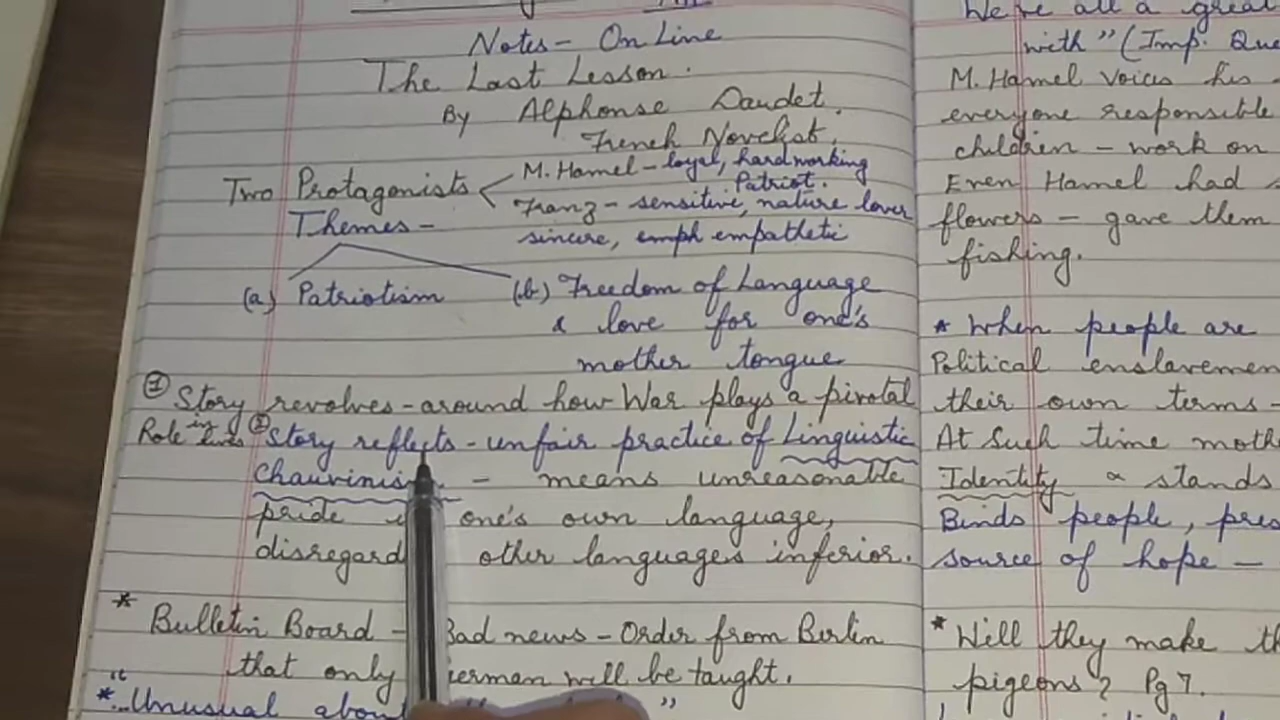 Notes - On Line
The Last Lesson.
By Alphonse Daudet.
French Novelist.
Two Protagonists
M. Hamel - loyal, hardworking
Patriot.
Franz - sensitive, nature lover
sincere, empathetic
Themes -
(a) Patriotism
(b) Freedom of Language
& love for one's
mother tongue
① Story revolves - around how War plays a pivotal
Role in lives
② Story reflects - unfair practice of Linguistic
Chauvinis - means unreasonable
pride one's own language,
disregard other languages inferior.
* Bulletin Board - Bad news - Order from Berlin
that only German will be taught.
* "Unusual about
We're all a great
with" (Imp. Que
M. Hamel voices his
everyone responsible
children - work on
Even Hamel had
flowers - gave them
fishing.
* When people are
Political enslavemen
their own terms -
At such time moth
Identity & stands
Binds people, pres
source of hope -
* Will they make th
pigeons? Pg 7.